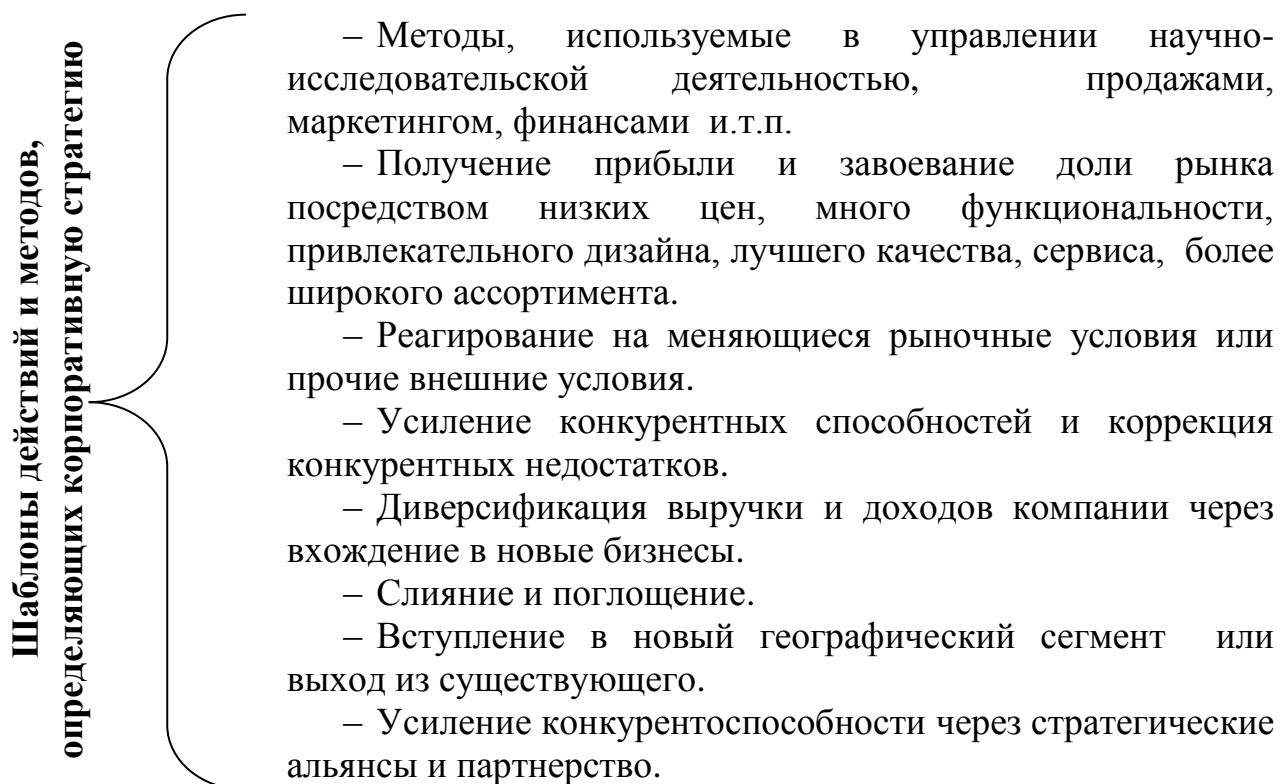 Шаблоны действий и методов,
определяющих корпоративную стратегию
– Методы, используемые в управлении научно-
исследовательской деятельностью, продажами,
маркетингом, финансами и.т.п.
– Получение прибыли и завоевание доли рынка
посредством низких цен, много функциональности,
привлекательного дизайна, лучшего качества, сервиса, более
широкого ассортимента.
– Реагирование на меняющиеся рыночные условия или
прочие внешние условия.
– Усиление конкурентных способностей и коррекция
конкурентных недостатков.
– Диверсификация выручки и доходов компании через
вхождение в новые бизнесы.
– Слияние и поглощение.
– Вступление в новый географический сегмент или
выход из существующего.
– Усиление конкурентоспособности через стратегические
альянсы и партнерство.